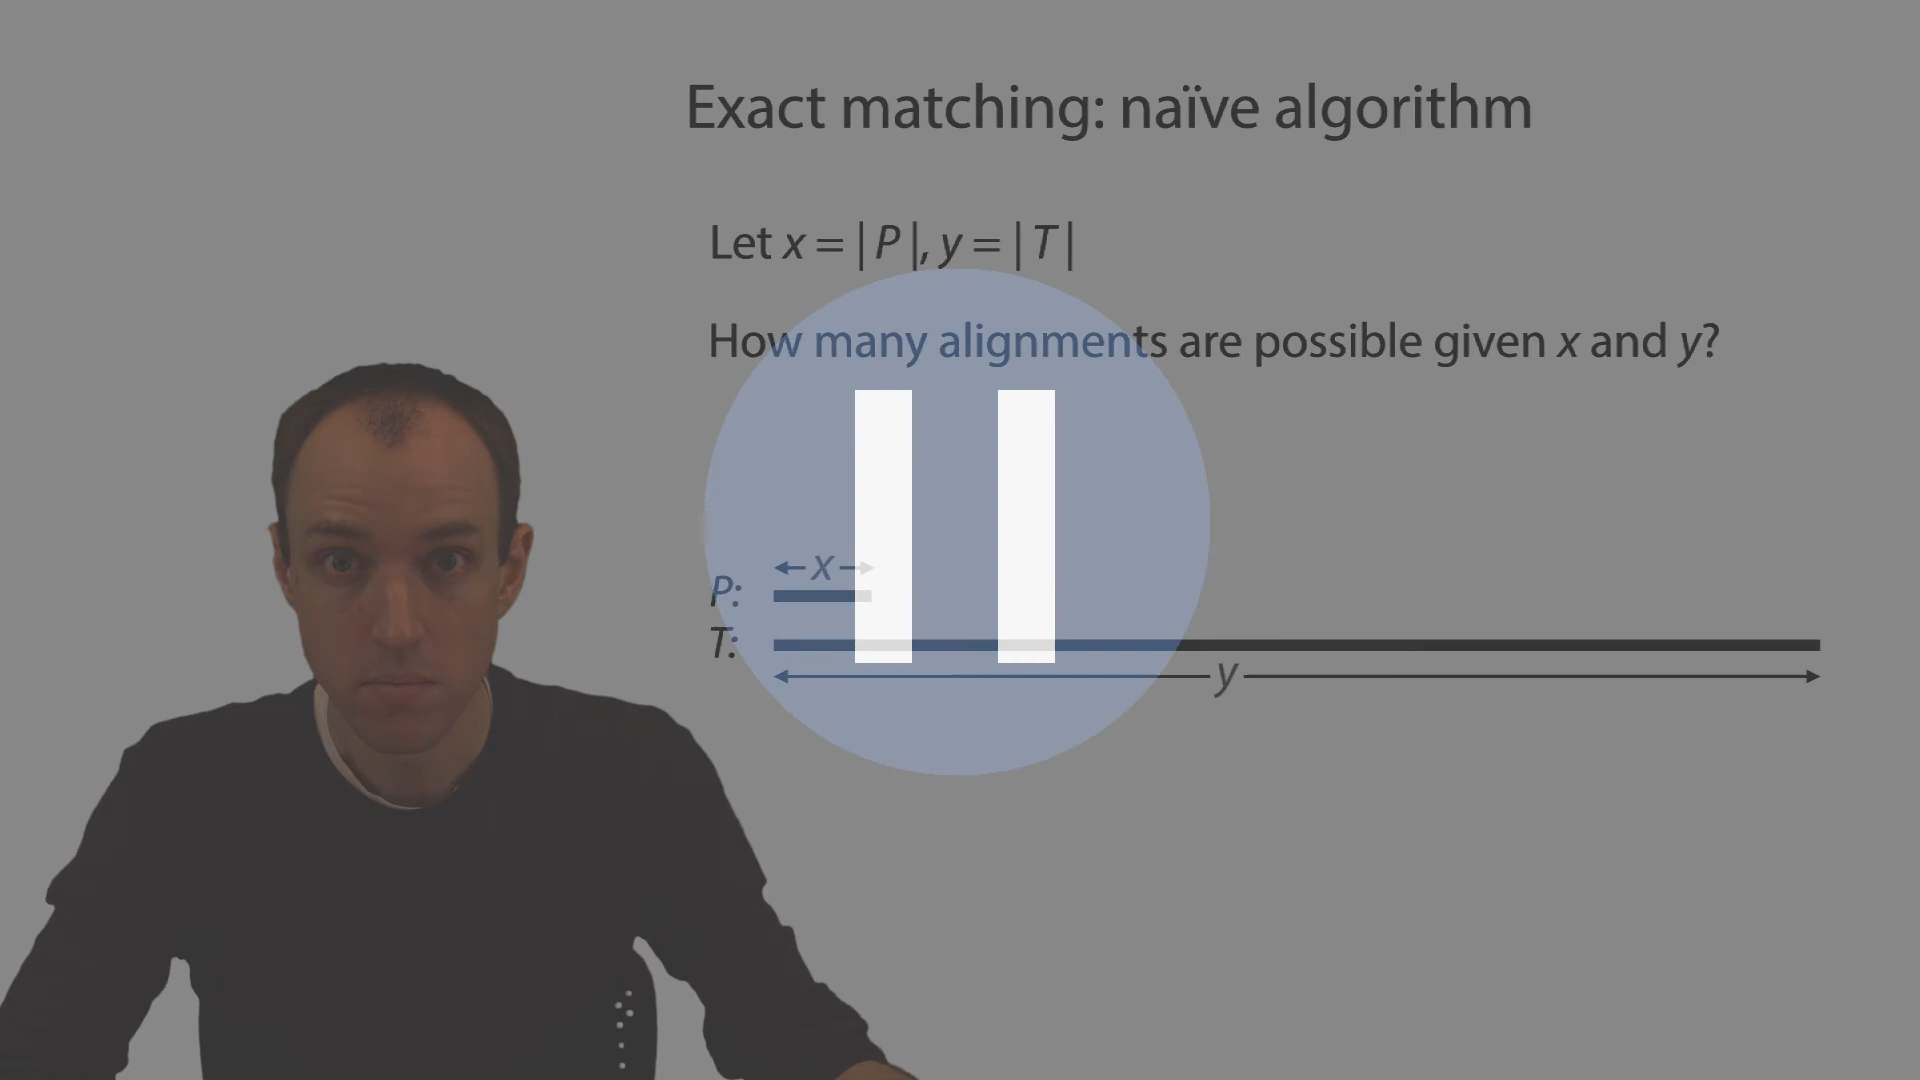 Exact matching: naïve algorithm
Let x = | P |, y = | T |
How many alignments are possible given x and y?
x
P:
T:
y